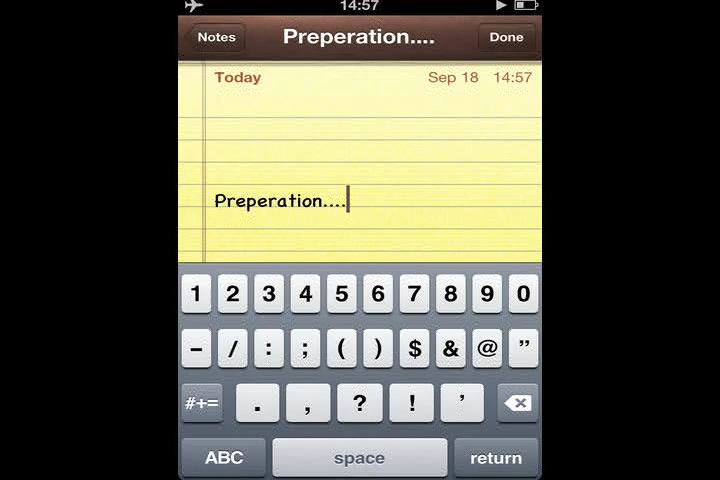 14:57
Notes Preperation.... Done
Today Sep 18 14:57
Preperation....
1 2 3 4 5 6 7 8 9 0
- / : ; ( ) $ & @ "
#+= . , ? ! ' 
ABC space return